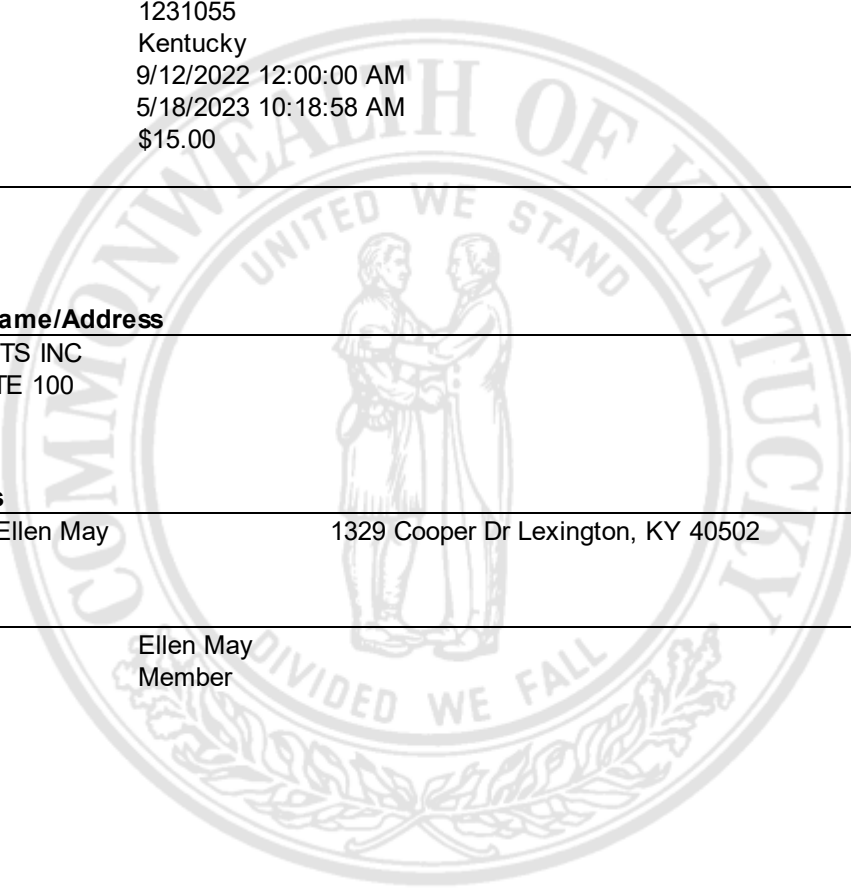 1231055
Kentucky
9/12/2022 12:00:00 AM
5/18/2023 10:18:58 AM
$15.00
COMMONWEALTH OF KENTUCKY
UNITED WE STAND
ame/Address
TS INC
TE 100
s
Ellen May 1329 Cooper Dr Lexington, KY 40502
Ellen May
Member
DIVIDED WE FALL